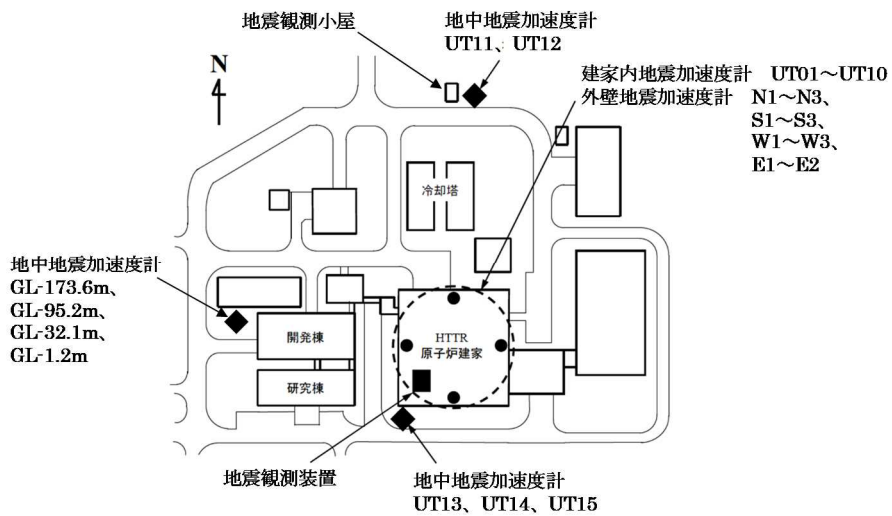 地震観測小屋
地中地震加速度計
UT11、UT12
N
建家内地震加速度計 UT01～UT10
外壁地震加速度計 N1～N3、
S1～S3、
W1～W3、
E1～E2
冷却塔
地中地震加速度計
GL-173.6m、
GL-95.2m、
GL-32.1m、
GL-1.2m
開発棟
研究棟
HTTR
原子炉建家
地震観測装置
地中地震加速度計
UT13、UT14、UT15